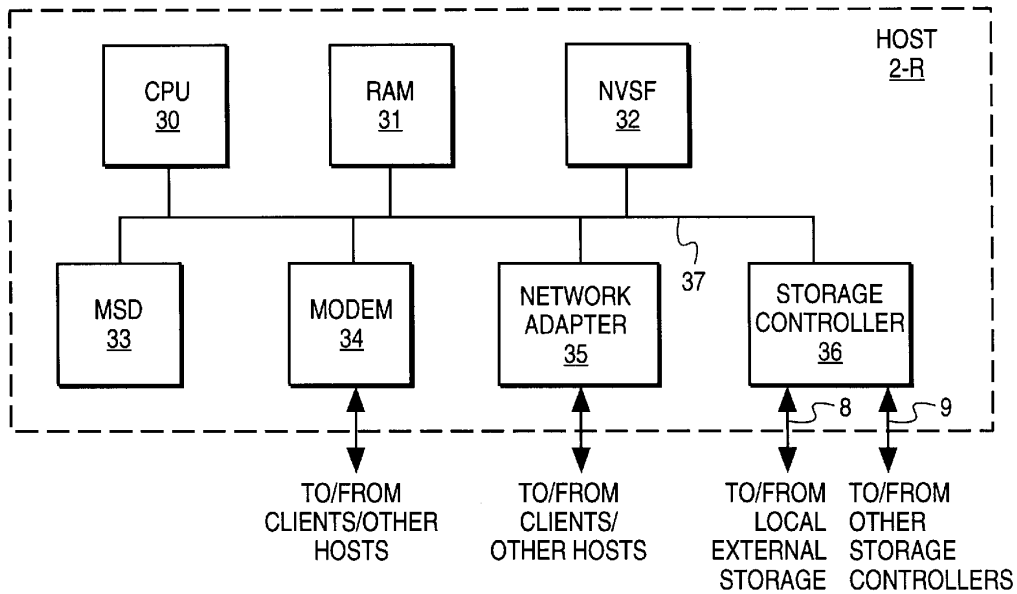 HOST
2-R
CPU
30
RAM
31
NVSF
32
37
MSD
33
MODEM
34
NETWORK
ADAPTER
35
STORAGE
CONTROLLER
36
8
9
TO/FROM
CLIENTS/OTHER
HOSTS
TO/FROM
CLIENTS/
OTHER HOSTS
TO/FROM
LOCAL
EXTERNAL
STORAGE
TO/FROM
OTHER
STORAGE
CONTROLLERS